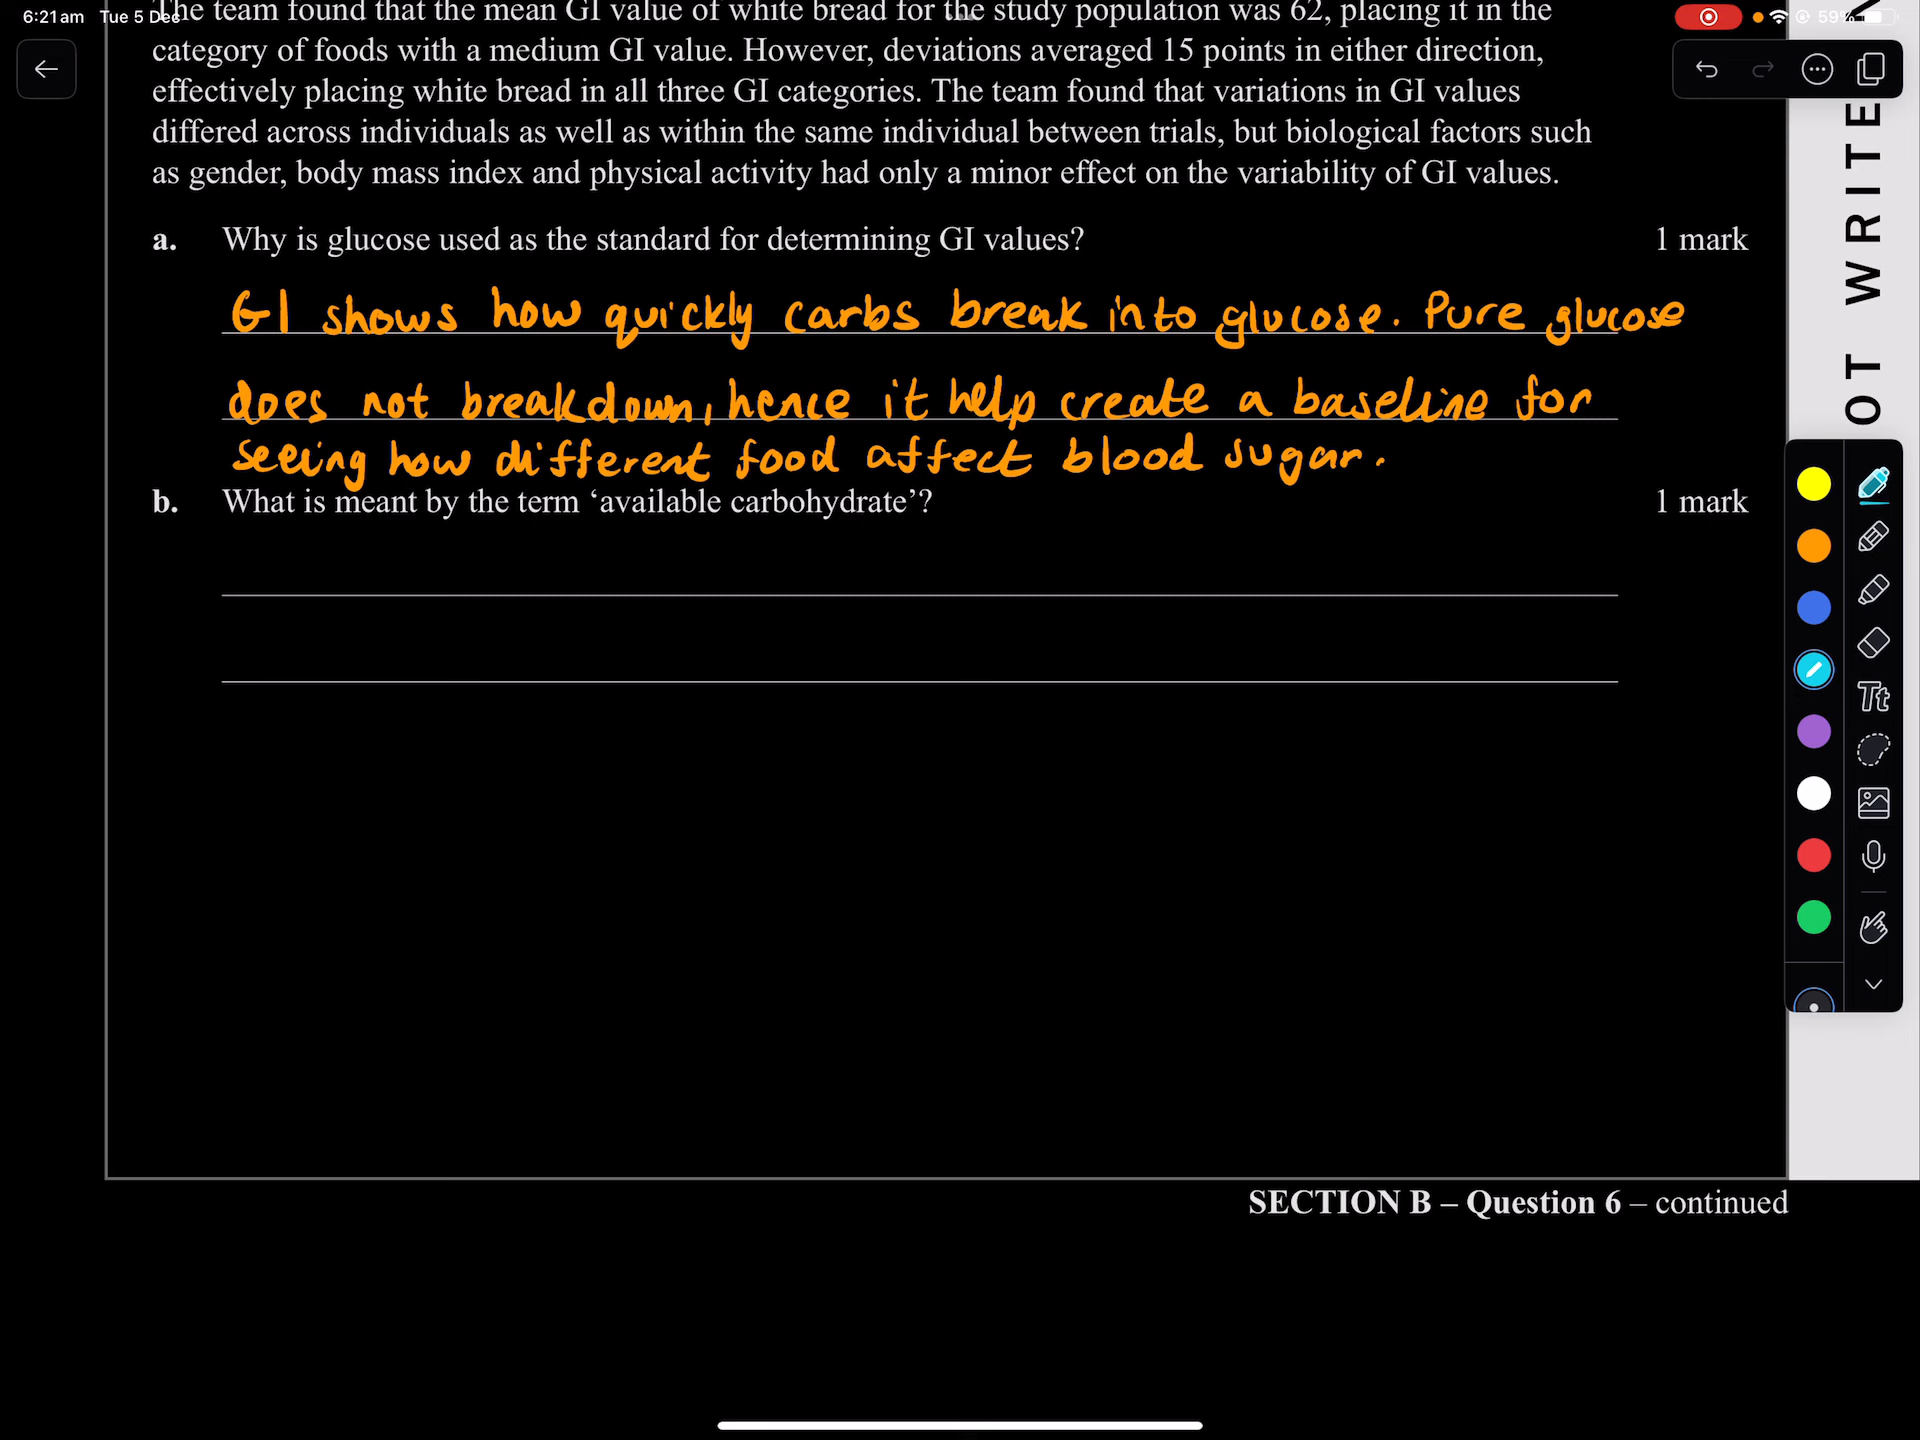 6:21am Tue 5 Dec
59%
The team found that the mean GI value of white bread for the study population was 62, placing it in the
category of foods with a medium GI value. However, deviations averaged 15 points in either direction,
effectively placing white bread in all three GI categories. The team found that variations in GI values
differed across individuals as well as within the same individual between trials, but biological factors such
as gender, body mass index and physical activity had only a minor effect on the variability of GI values.
a. Why is glucose used as the standard for determining GI values? 1 mark
GI shows how quickly carbs break into glucose. Pure glucose
does not breakdown, hence it help create a baseline for
seeing how different food affect blood sugar.
b. What is meant by the term ‘available carbohydrate’? 1 mark
OT WRITE
Tt
SECTION B – Question 6 – continued